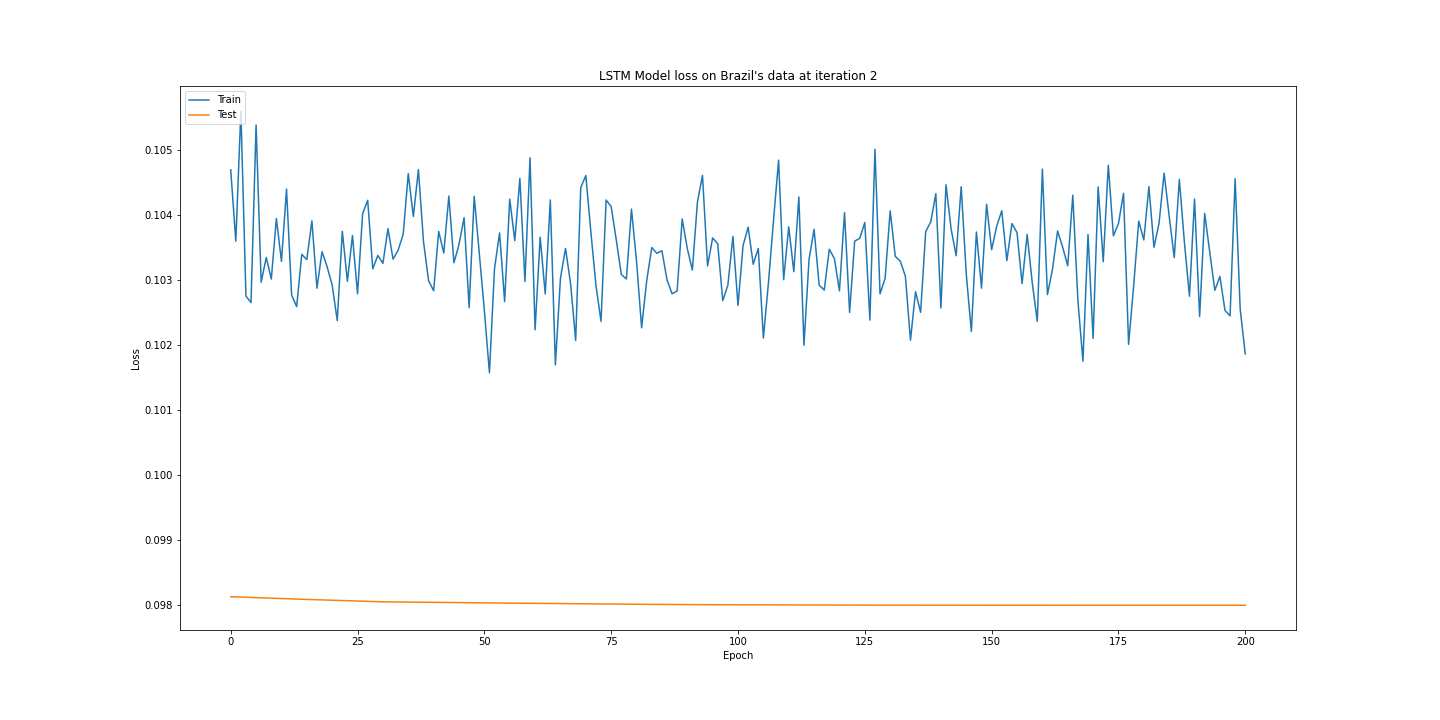 LSTM Model loss on Brazil's data at iteration 2
Train
Test
0.105
0.104
0.103
0.102
0.101
0.100
0.099
0.098
Loss
0 25 50 75 100 125 150 175 200
Epoch